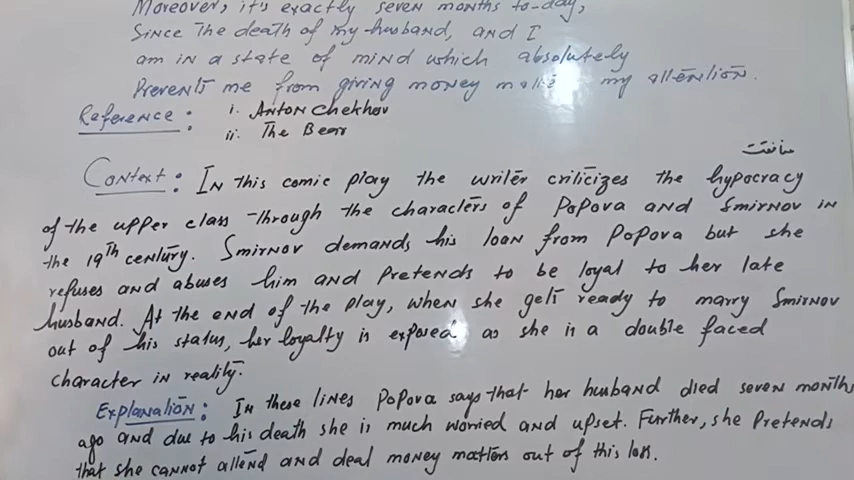 Moreover, it's exactly seven months to-day,
Since the death of my husband, and I
am in a state of mind which absolutely
Prevents me from giving money my attention.
Reference: i. Anton Chekhov
ii. The Bear
منافقت
Context: In this comic play the writer criticizes the hypocracy
of the upper class through the characters of Popova and Smirnov in
the 19th century. Smirnov demands his loan from Popova but she
refuses and abuses him and pretends to be loyal to her late
husband. At the end of the play, when she gets ready to marry Smirnov
out of his status, her loyalty is exposed as she is a double faced
character in reality.
Explanation: In these lines Popova says that her husband died seven months
ago and due to his death she is much worried and upset. Further, she pretends
that she cannot attend and deal money matters out of this loss.